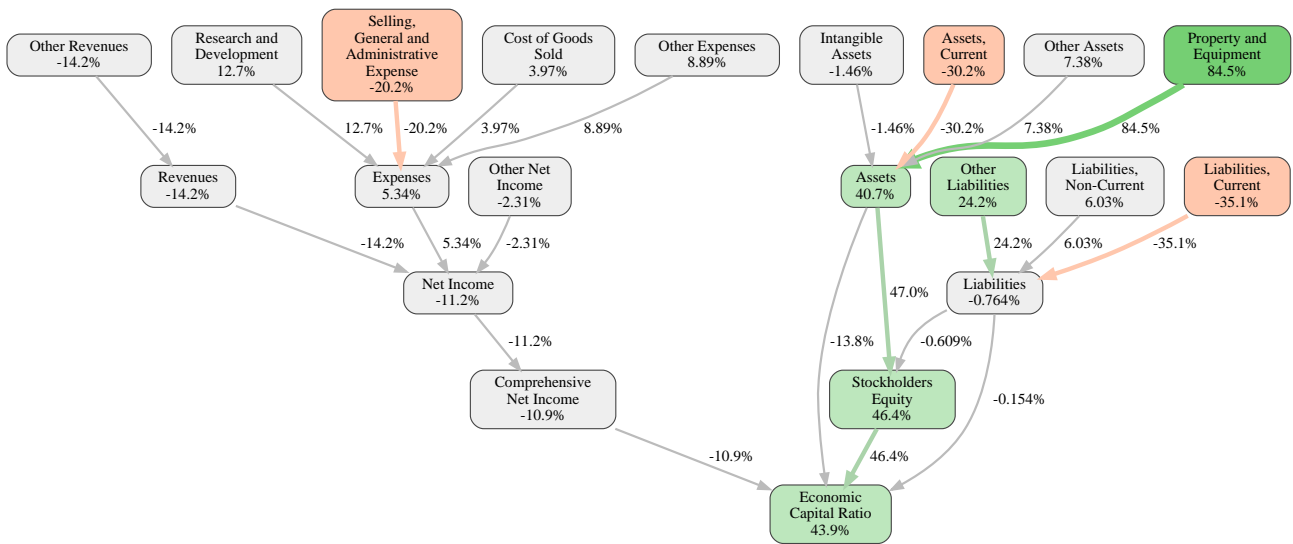 Other Revenues
-14.2%
Research and
Development
12.7%
Selling,
General and
Administrative
Expense
-20.2%
Cost of Goods
Sold
3.97%
Other Expenses
8.89%
Intangible
Assets
-1.46%
Assets,
Current
-30.2%
Other Assets
7.38%
Property and
Equipment
84.5%
-14.2%
12.7%
-20.2%
3.97%
8.89%
-1.46%
-30.2%
7.38%
84.5%
Revenues
-14.2%
Expenses
5.34%
Other Net
Income
-2.31%
Assets
40.7%
Other
Liabilities
24.2%
Liabilities,
Non-Current
6.03%
Liabilities,
Current
-35.1%
-14.2%
5.34%
-2.31%
24.2%
6.03%
-35.1%
Net Income
-11.2%
Liabilities
-0.764%
47.0%
-11.2%
-13.8%
-0.609%
Comprehensive
Net Income
-10.9%
Stockholders
Equity
46.4%
-0.154%
-10.9%
46.4%
Economic
Capital Ratio
43.9%